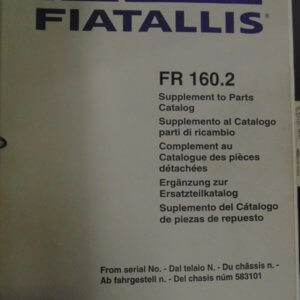 FIATALLIS®
FR 160.2
Supplement to Parts
Catalog
Supplemento al Catalogo
parti di ricambio
Complement au
Catalogue des pièces
détachées
Ergänzung zur
Ersatzteilkatalog
Suplemento del Cátalogo
de piezas de repuesto
From serial No. - Dal telaio N. - Du châssis n. -
Ab fahrgestell n. - Del chasis núm 583101